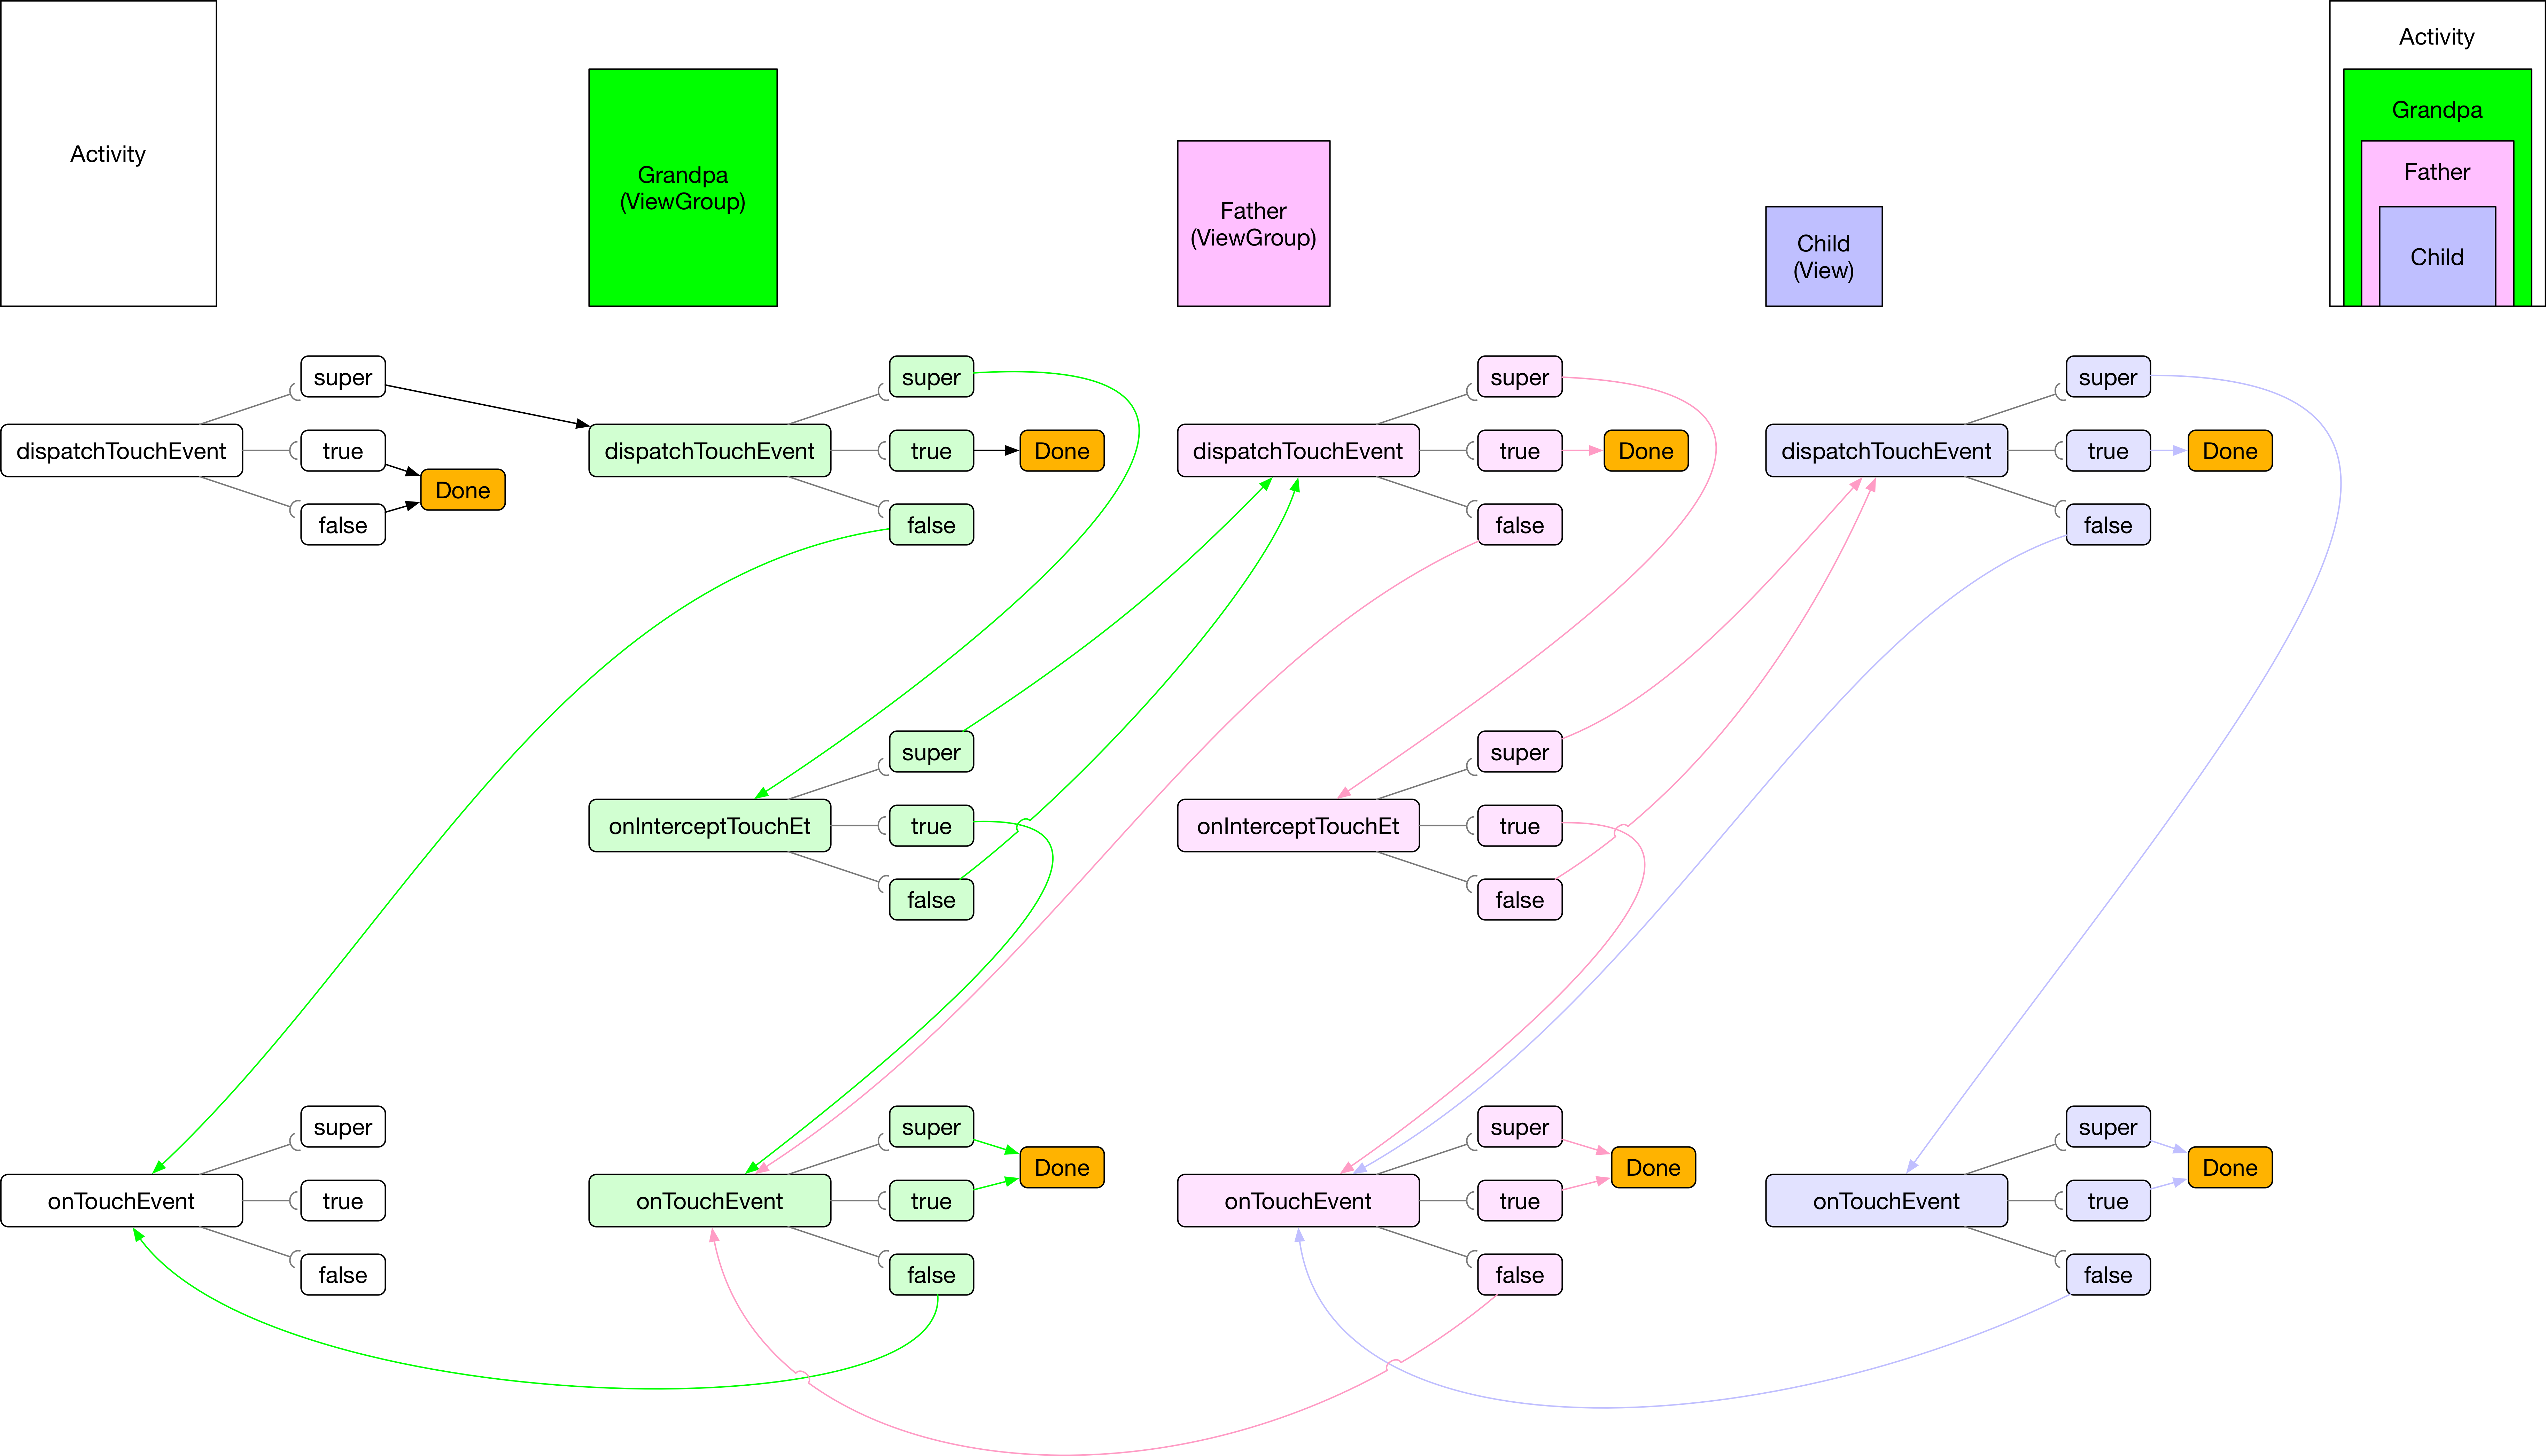 Activity
Grandpa
(ViewGroup)
Father
(ViewGroup)
Child
(View)
Activity
Grandpa
Father
Child
dispatchTouchEvent
super
true
false
Done
dispatchTouchEvent
super
true
false
Done
dispatchTouchEvent
super
true
false
Done
dispatchTouchEvent
super
true
false
Done
onInterceptTouchEt
super
true
false
onInterceptTouchEt
super
true
false
onTouchEvent
super
true
false
onTouchEvent
super
true
false
Done
onTouchEvent
super
true
false
Done
onTouchEvent
super
true
false
Done